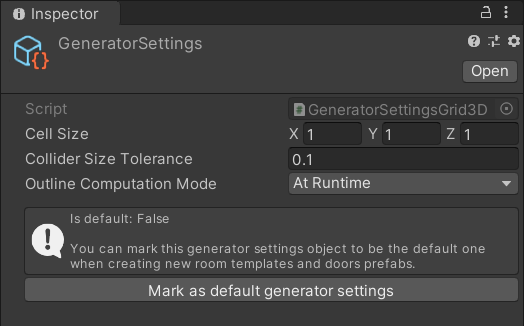 Inspector
GeneratorSettings
Open
Script GeneratorSettingsGrid3D
Cell Size X 1 Y 1 Z 1
Collider Size Tolerance 0.1
Outline Computation Mode At Runtime
Is default: False
You can mark this generator settings object to be the default one
when creating new room templates and doors prefabs.
Mark as default generator settings